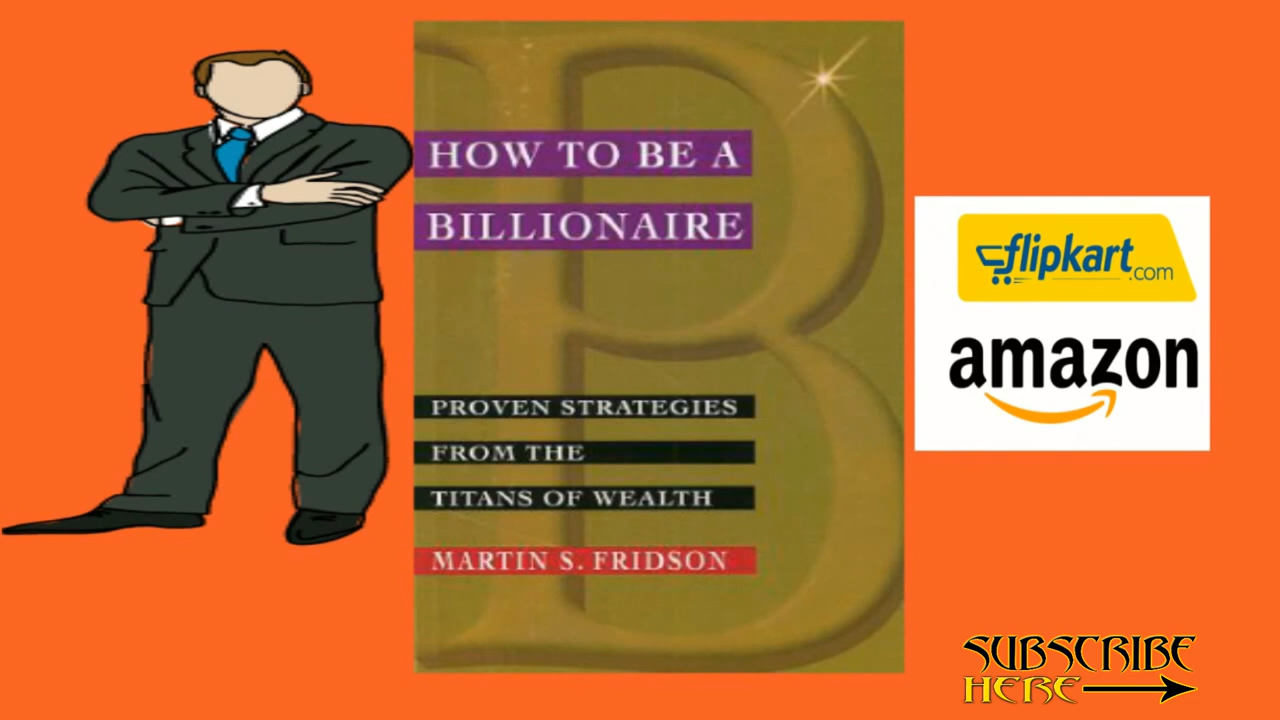 HOW TO BE A
BILLIONAIRE
PROVEN STRATEGIES
FROM THE
TITANS OF WEALTH
MARTIN S. FRIDSON
flipkart.com
amazon
SUBSCRIBE
HERE